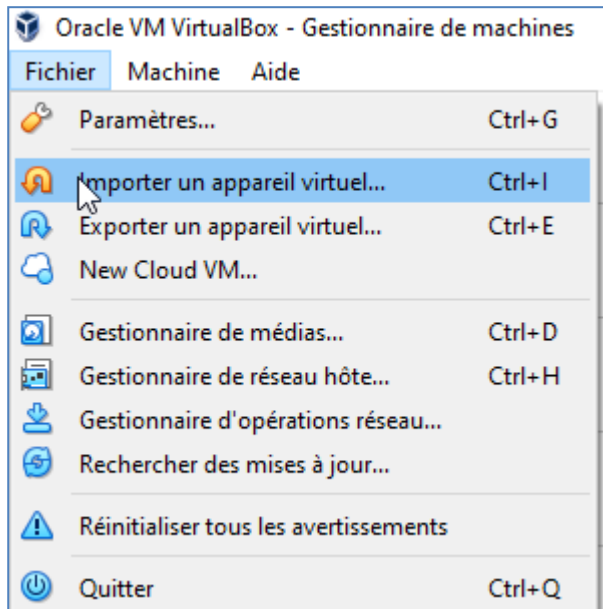 Oracle VM VirtualBox - Gestionnaire de machines
Fichier Machine Aide
Paramètres... Ctrl+G
Importer un appareil virtuel... Ctrl+I
Exporter un appareil virtuel... Ctrl+E
New Cloud VM...
Gestionnaire de médias... Ctrl+D
Gestionnaire de réseau hôte... Ctrl+H
Gestionnaire d'opérations réseau...
Rechercher des mises à jour...
Réinitialiser tous les avertissements
Quitter Ctrl+Q